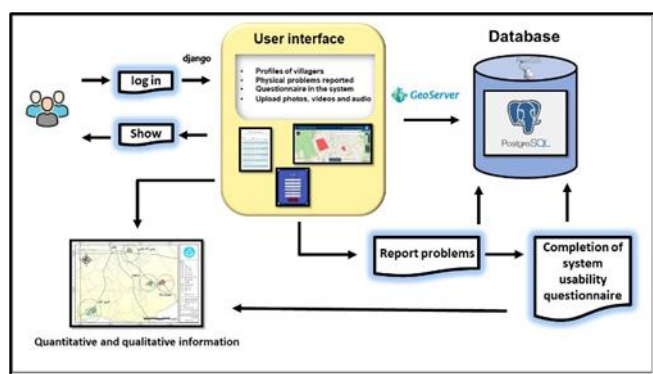 User interface
Database
django
log in
• Profiles of villagers
• Physical problems reported
• Questionnaire in the system
• Upload photos, videos and audio
GeoServer
Show
PostgreSQL
Report problems
Completion of
system
usability
questionnaire
Quantitative and qualitative information